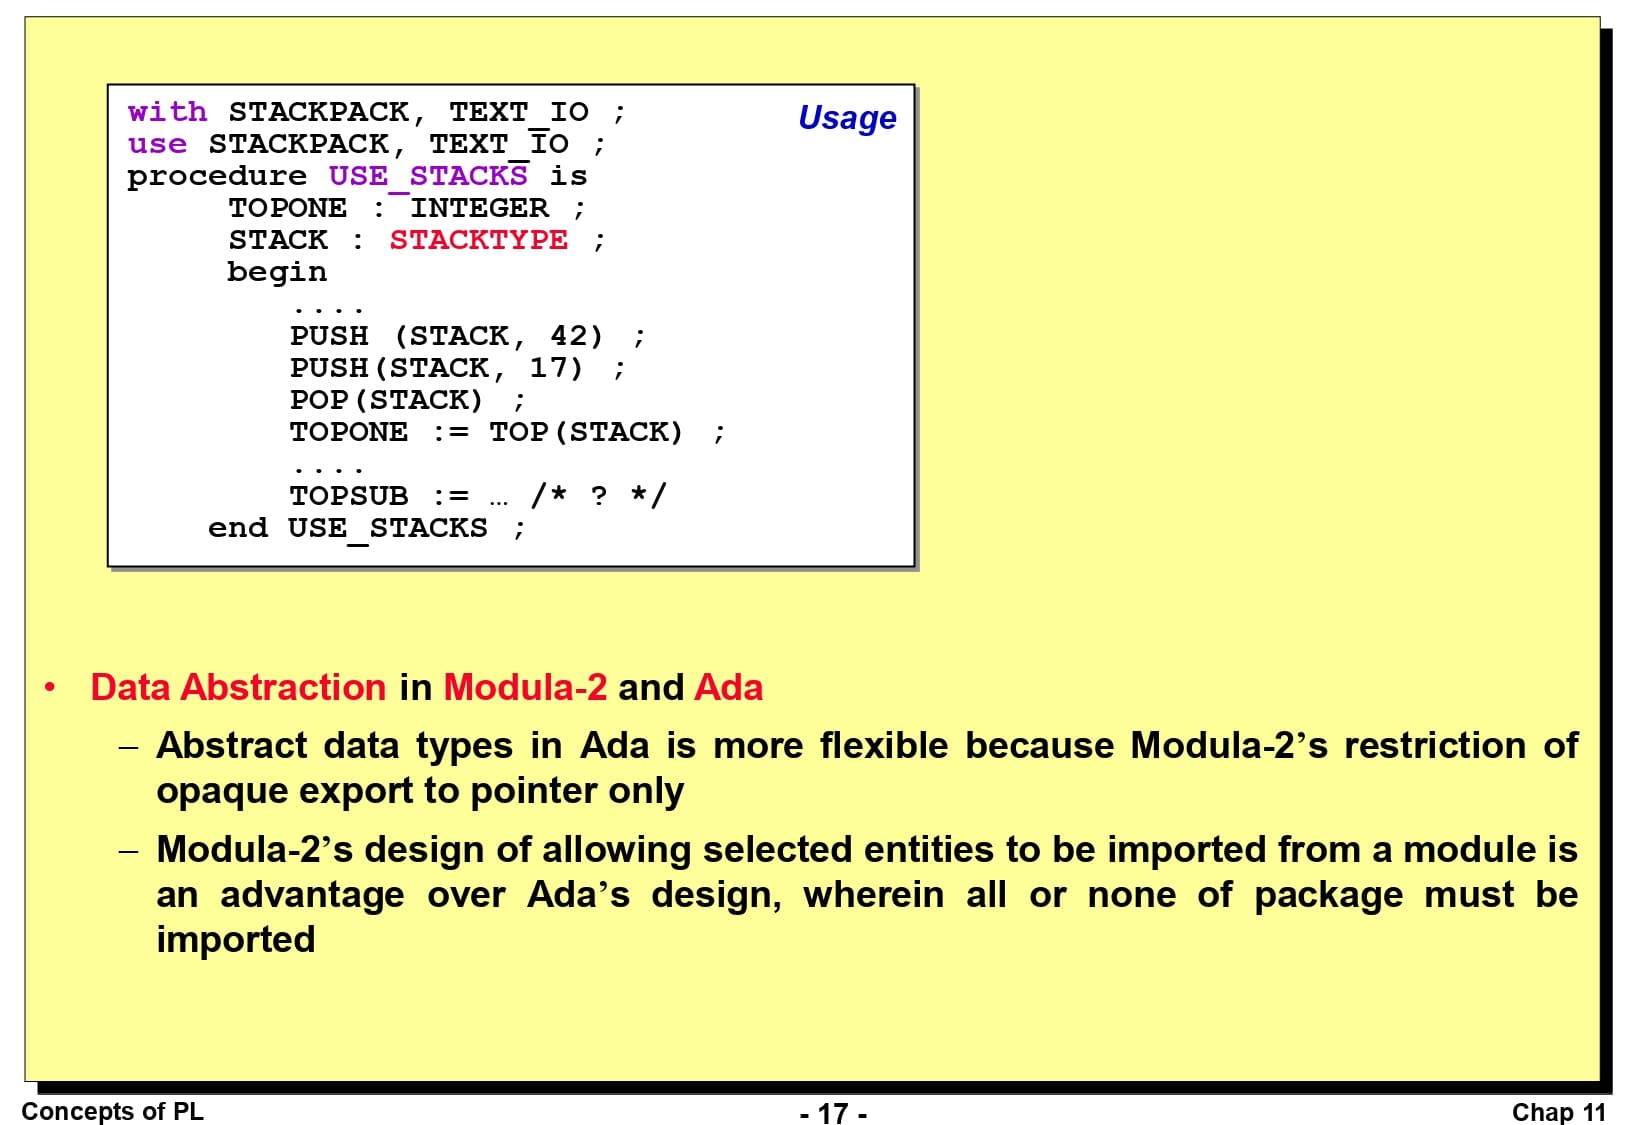 with STACKPACK, TEXT_IO ;
Usage
use STACKPACK, TEXT_IO ;
procedure USE_STACKS is
TOPONE : INTEGER ;
STACK : STACKTYPE ;
begin
....
PUSH (STACK, 42) ;
PUSH(STACK, 17) ;
POP(STACK) ;
TOPONE := TOP(STACK) ;
....
TOPSUB := … /* ? */
end USE_STACKS ;
• Data Abstraction in Modula-2 and Ada
– Abstract data types in Ada is more flexible because Modula-2’s restriction of
opaque export to pointer only
– Modula-2’s design of allowing selected entities to be imported from a module is
an advantage over Ada’s design, wherein all or none of package must be
imported
Concepts of PL
- 17 -
Chap 11